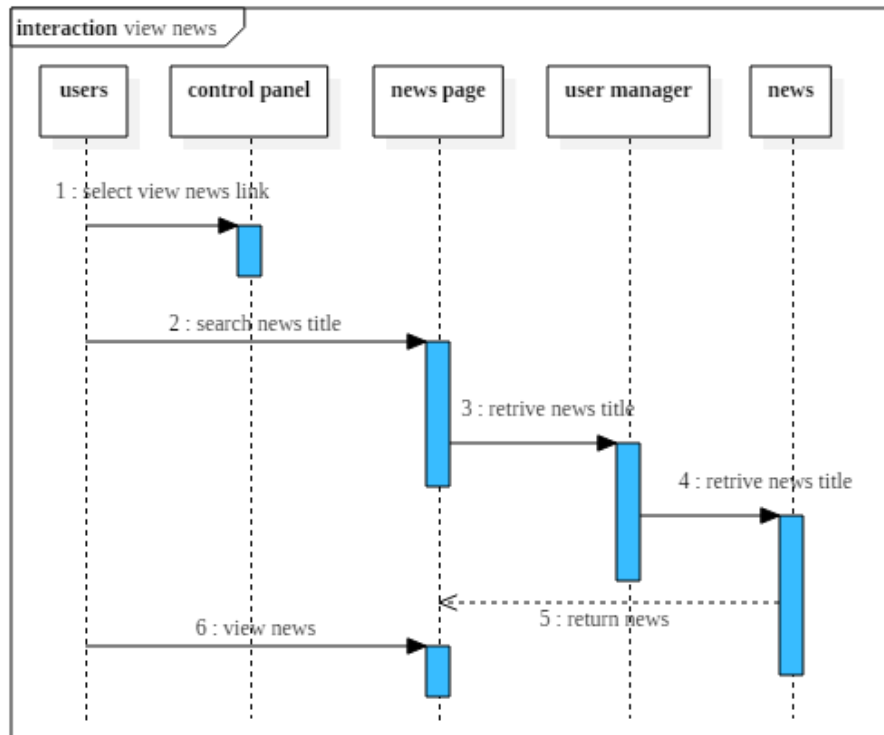 interaction view news
users
control panel
news page
user manager
news
1 : select view news link
2 : search news title
3 : retrive news title
4 : retrive news title
5 : return news
6 : view news